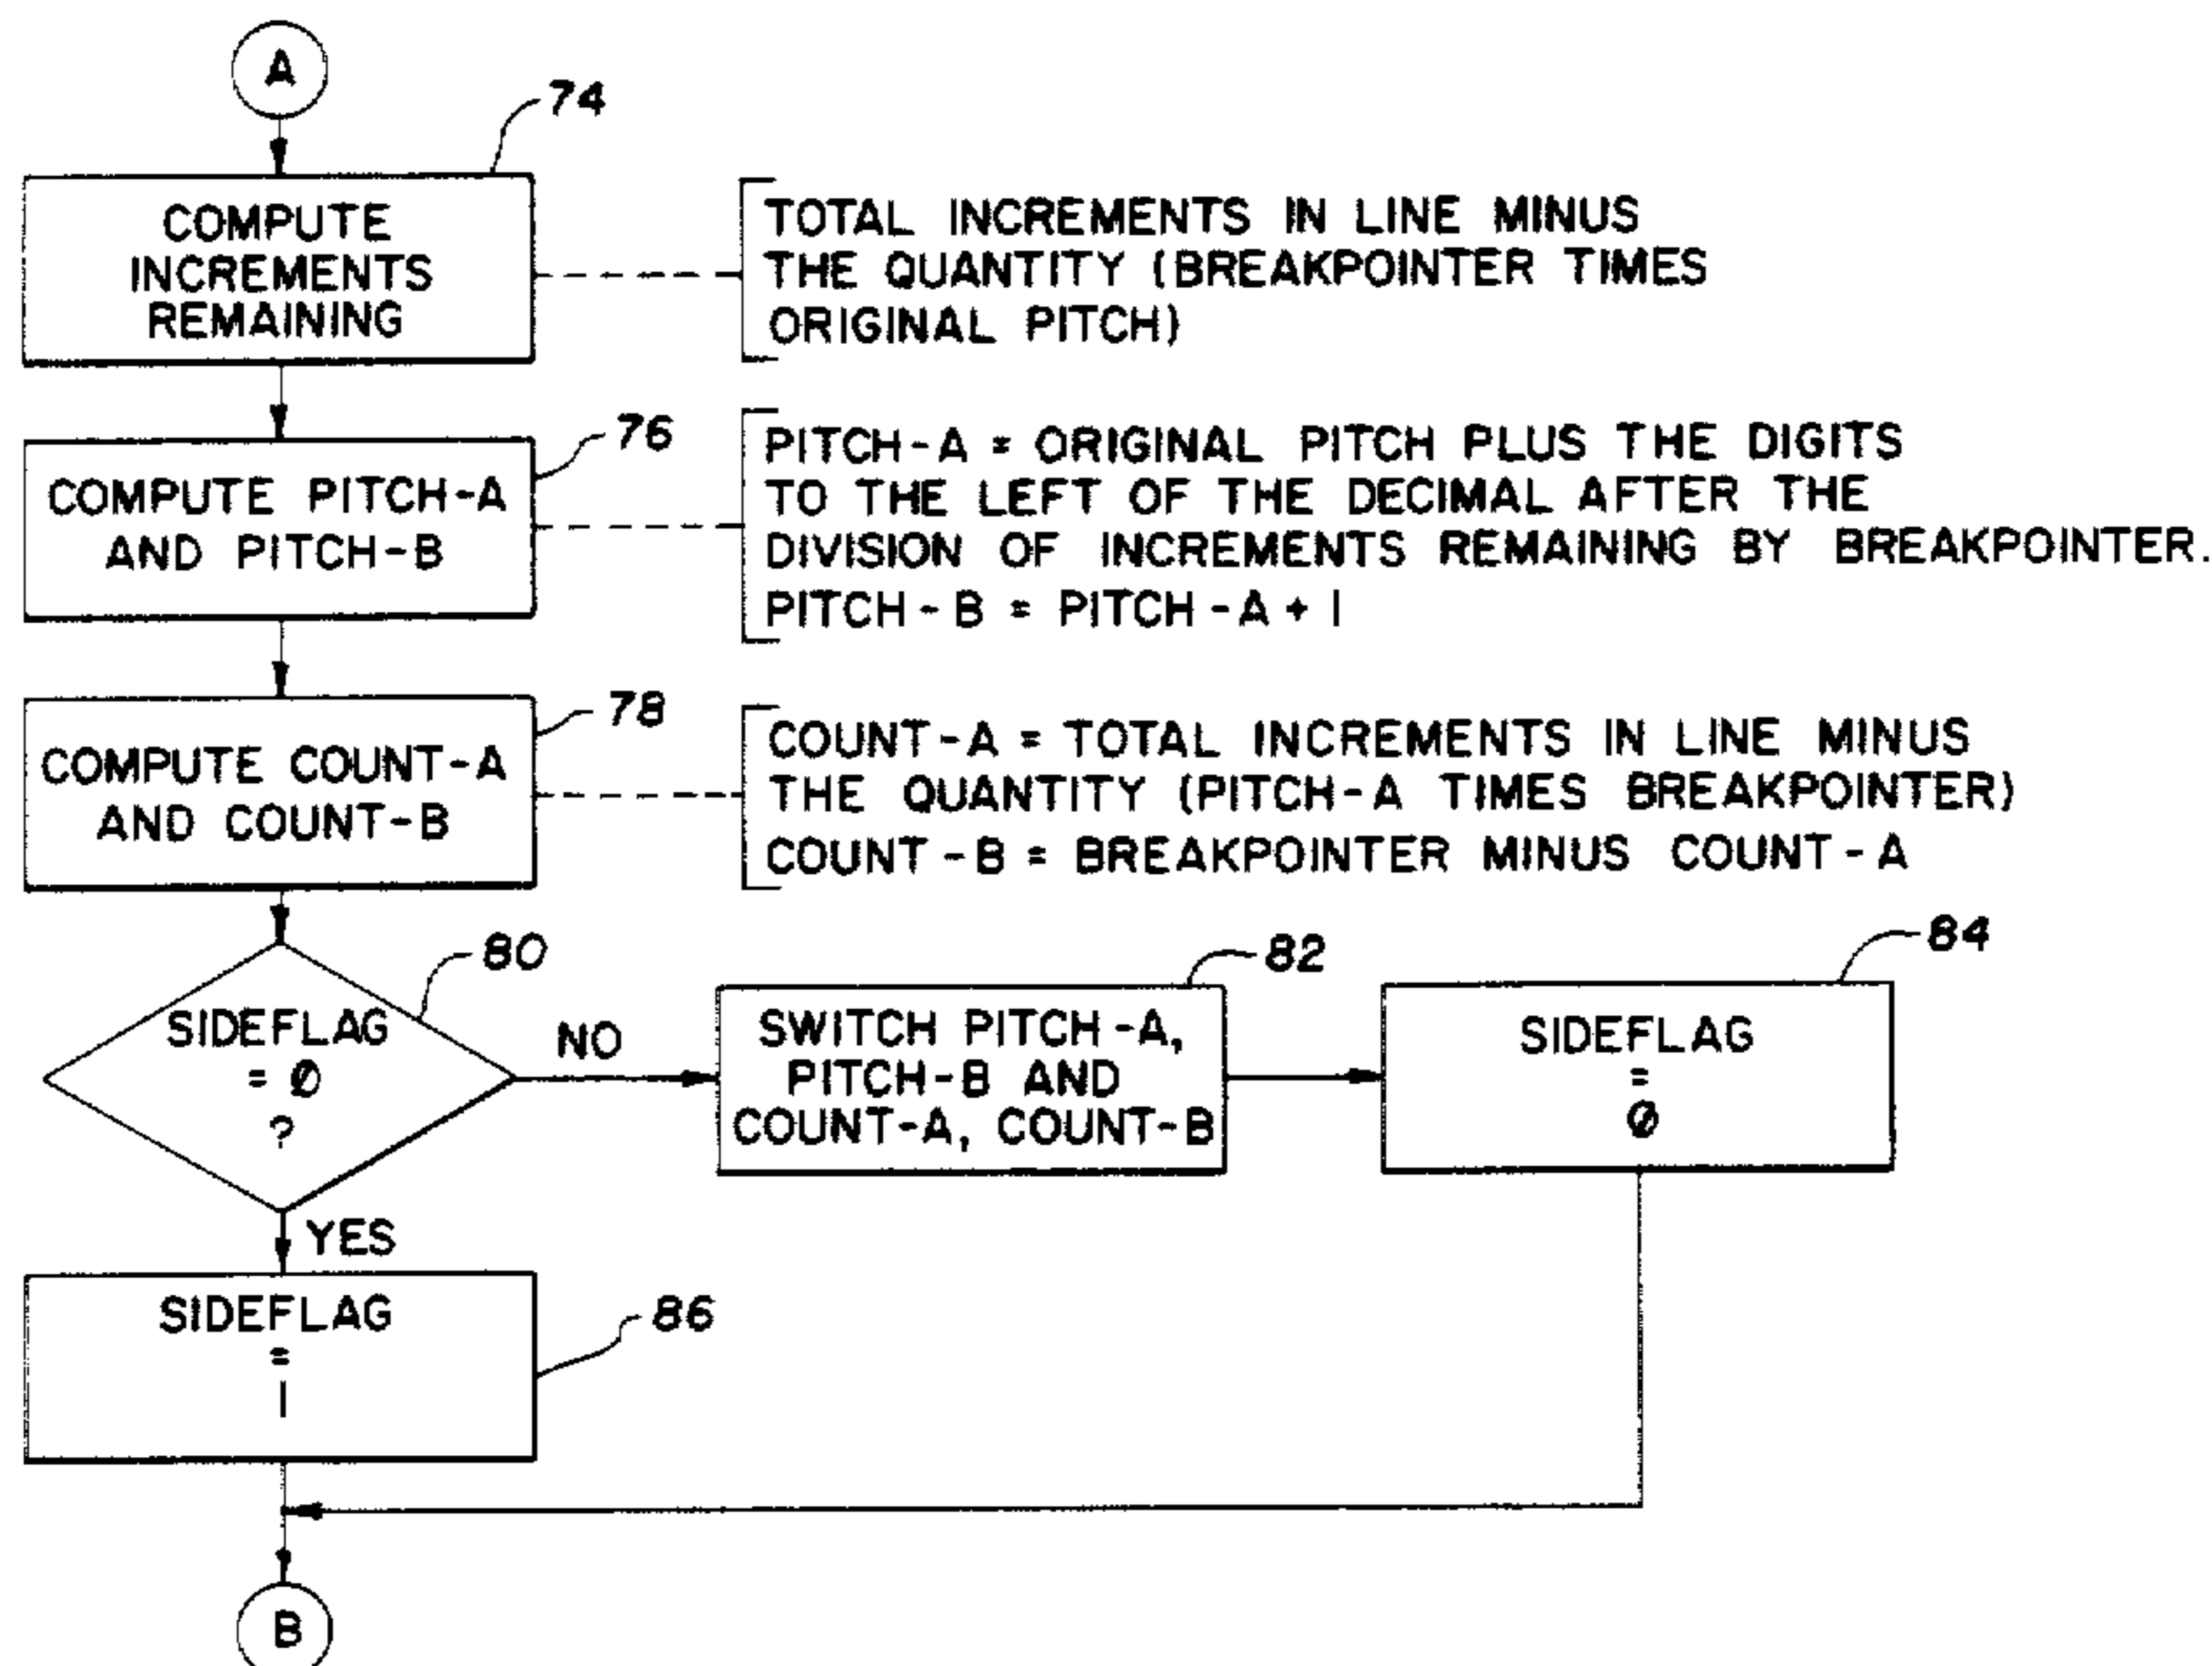 A
74
COMPUTE
INCREMENTS
REMAINING
TOTAL INCREMENTS IN LINE MINUS
THE QUANTITY (BREAKPOINTER TIMES
ORIGINAL PITCH)
76
COMPUTE PITCH-A
AND PITCH-B
PITCH-A = ORIGINAL PITCH PLUS THE DIGITS
TO THE LEFT OF THE DECIMAL AFTER THE
DIVISION OF INCREMENTS REMAINING BY BREAKPOINTER.
PITCH-B = PITCH-A + 1
78
COMPUTE COUNT-A
AND COUNT-B
COUNT-A = TOTAL INCREMENTS IN LINE MINUS
THE QUANTITY (PITCH-A TIMES BREAKPOINTER)
COUNT-B = BREAKPOINTER MINUS COUNT-A
80
SIDEFLAG
= Ø
?
NO
82
SWITCH PITCH-A,
PITCH-B AND
COUNT-A, COUNT-B
84
SIDEFLAG
=
Ø
YES
86
SIDEFLAG
=
1
B